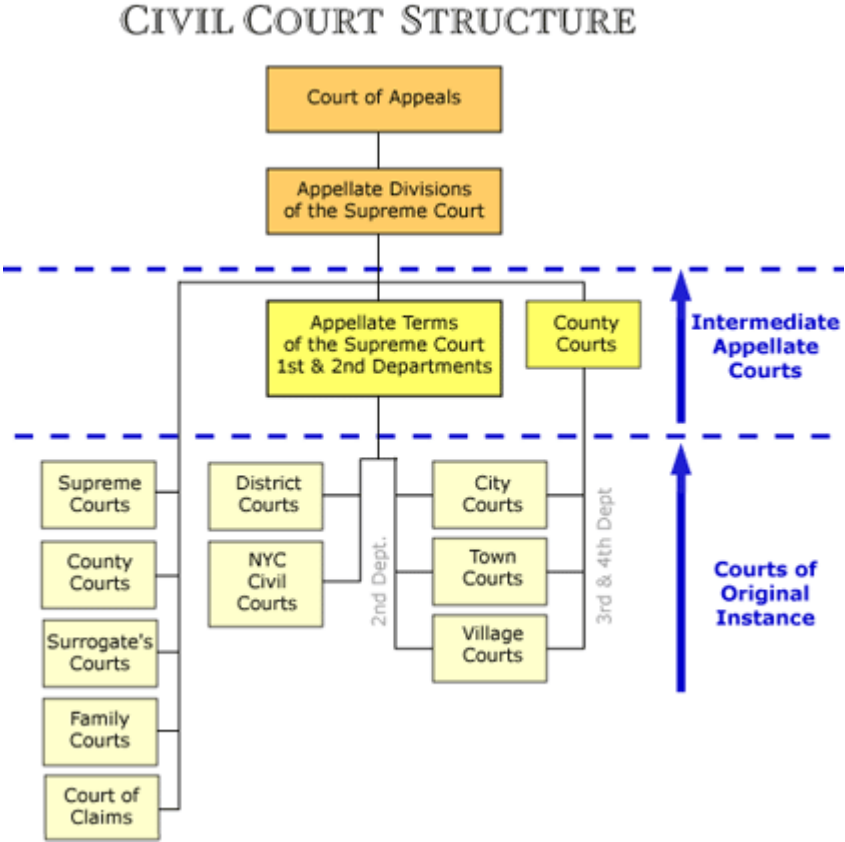 CIVIL COURT STRUCTURE
Court of Appeals
Appellate Divisions
of the Supreme Court
Appellate Terms
of the Supreme Court
1st & 2nd Departments
County
Courts
Intermediate
Appellate
Courts
Supreme
Courts
County
Courts
Surrogate's
Courts
Family
Courts
Court of
Claims
District
Courts
NYC
Civil
Courts
2nd Dept.
City
Courts
Town
Courts
Village
Courts
3rd & 4th Dept
Courts of
Original
Instance